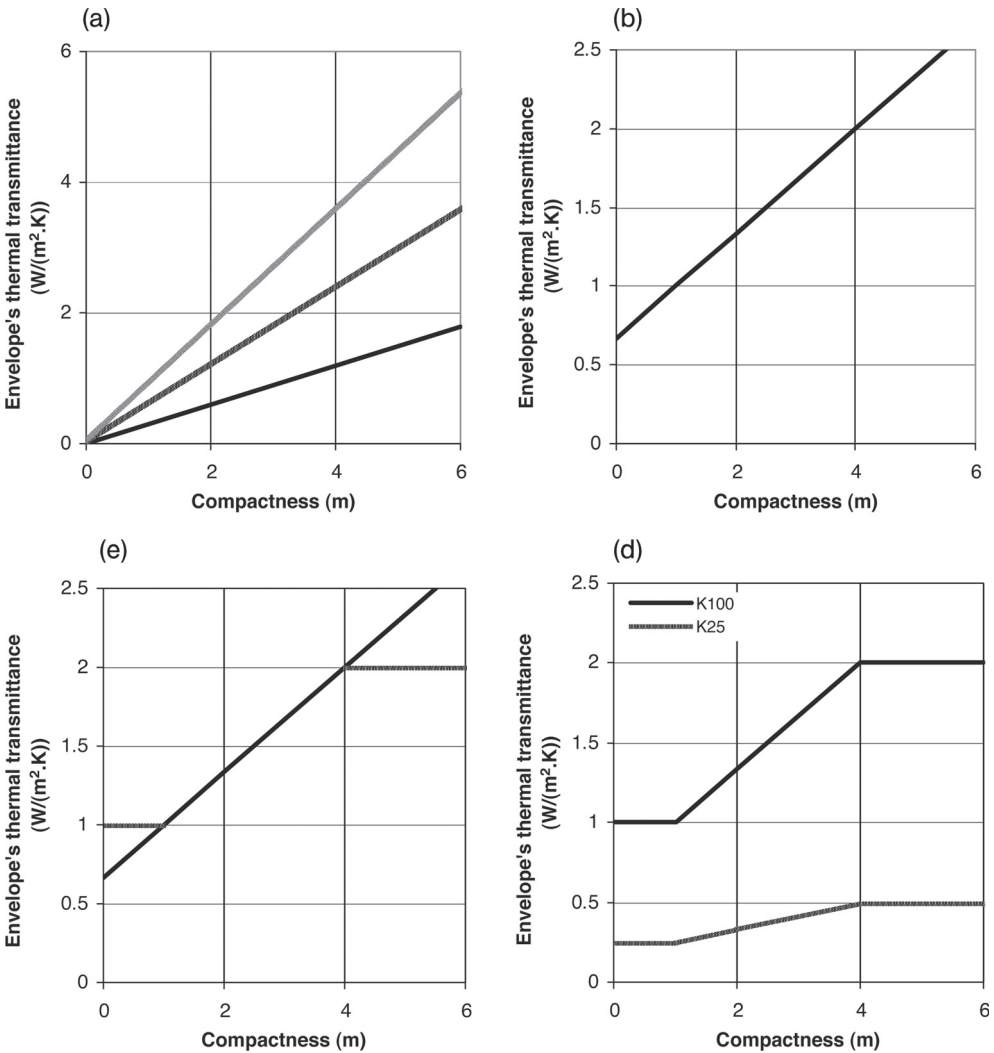 (a)
6
4
2
0
0 2 4 6
Envelope's thermal transmittance
(W/(m².K))
Compactness (m)
(b)
2.5
2
1.5
1
0.5
0
0 2 4 6
Envelope's thermal transmittance
(W/(m².K))
Compactness (m)
(e)
2.5
2
1.5
1
0.5
0
0 2 4 6
Envelope's thermal transmittance
(W/(m².K))
Compactness (m)
(d)
2.5
2
1.5
1
0.5
0
K100
K25
0 2 4 6
Envelope's thermal transmittance
(W/(m².K))
Compactness (m)